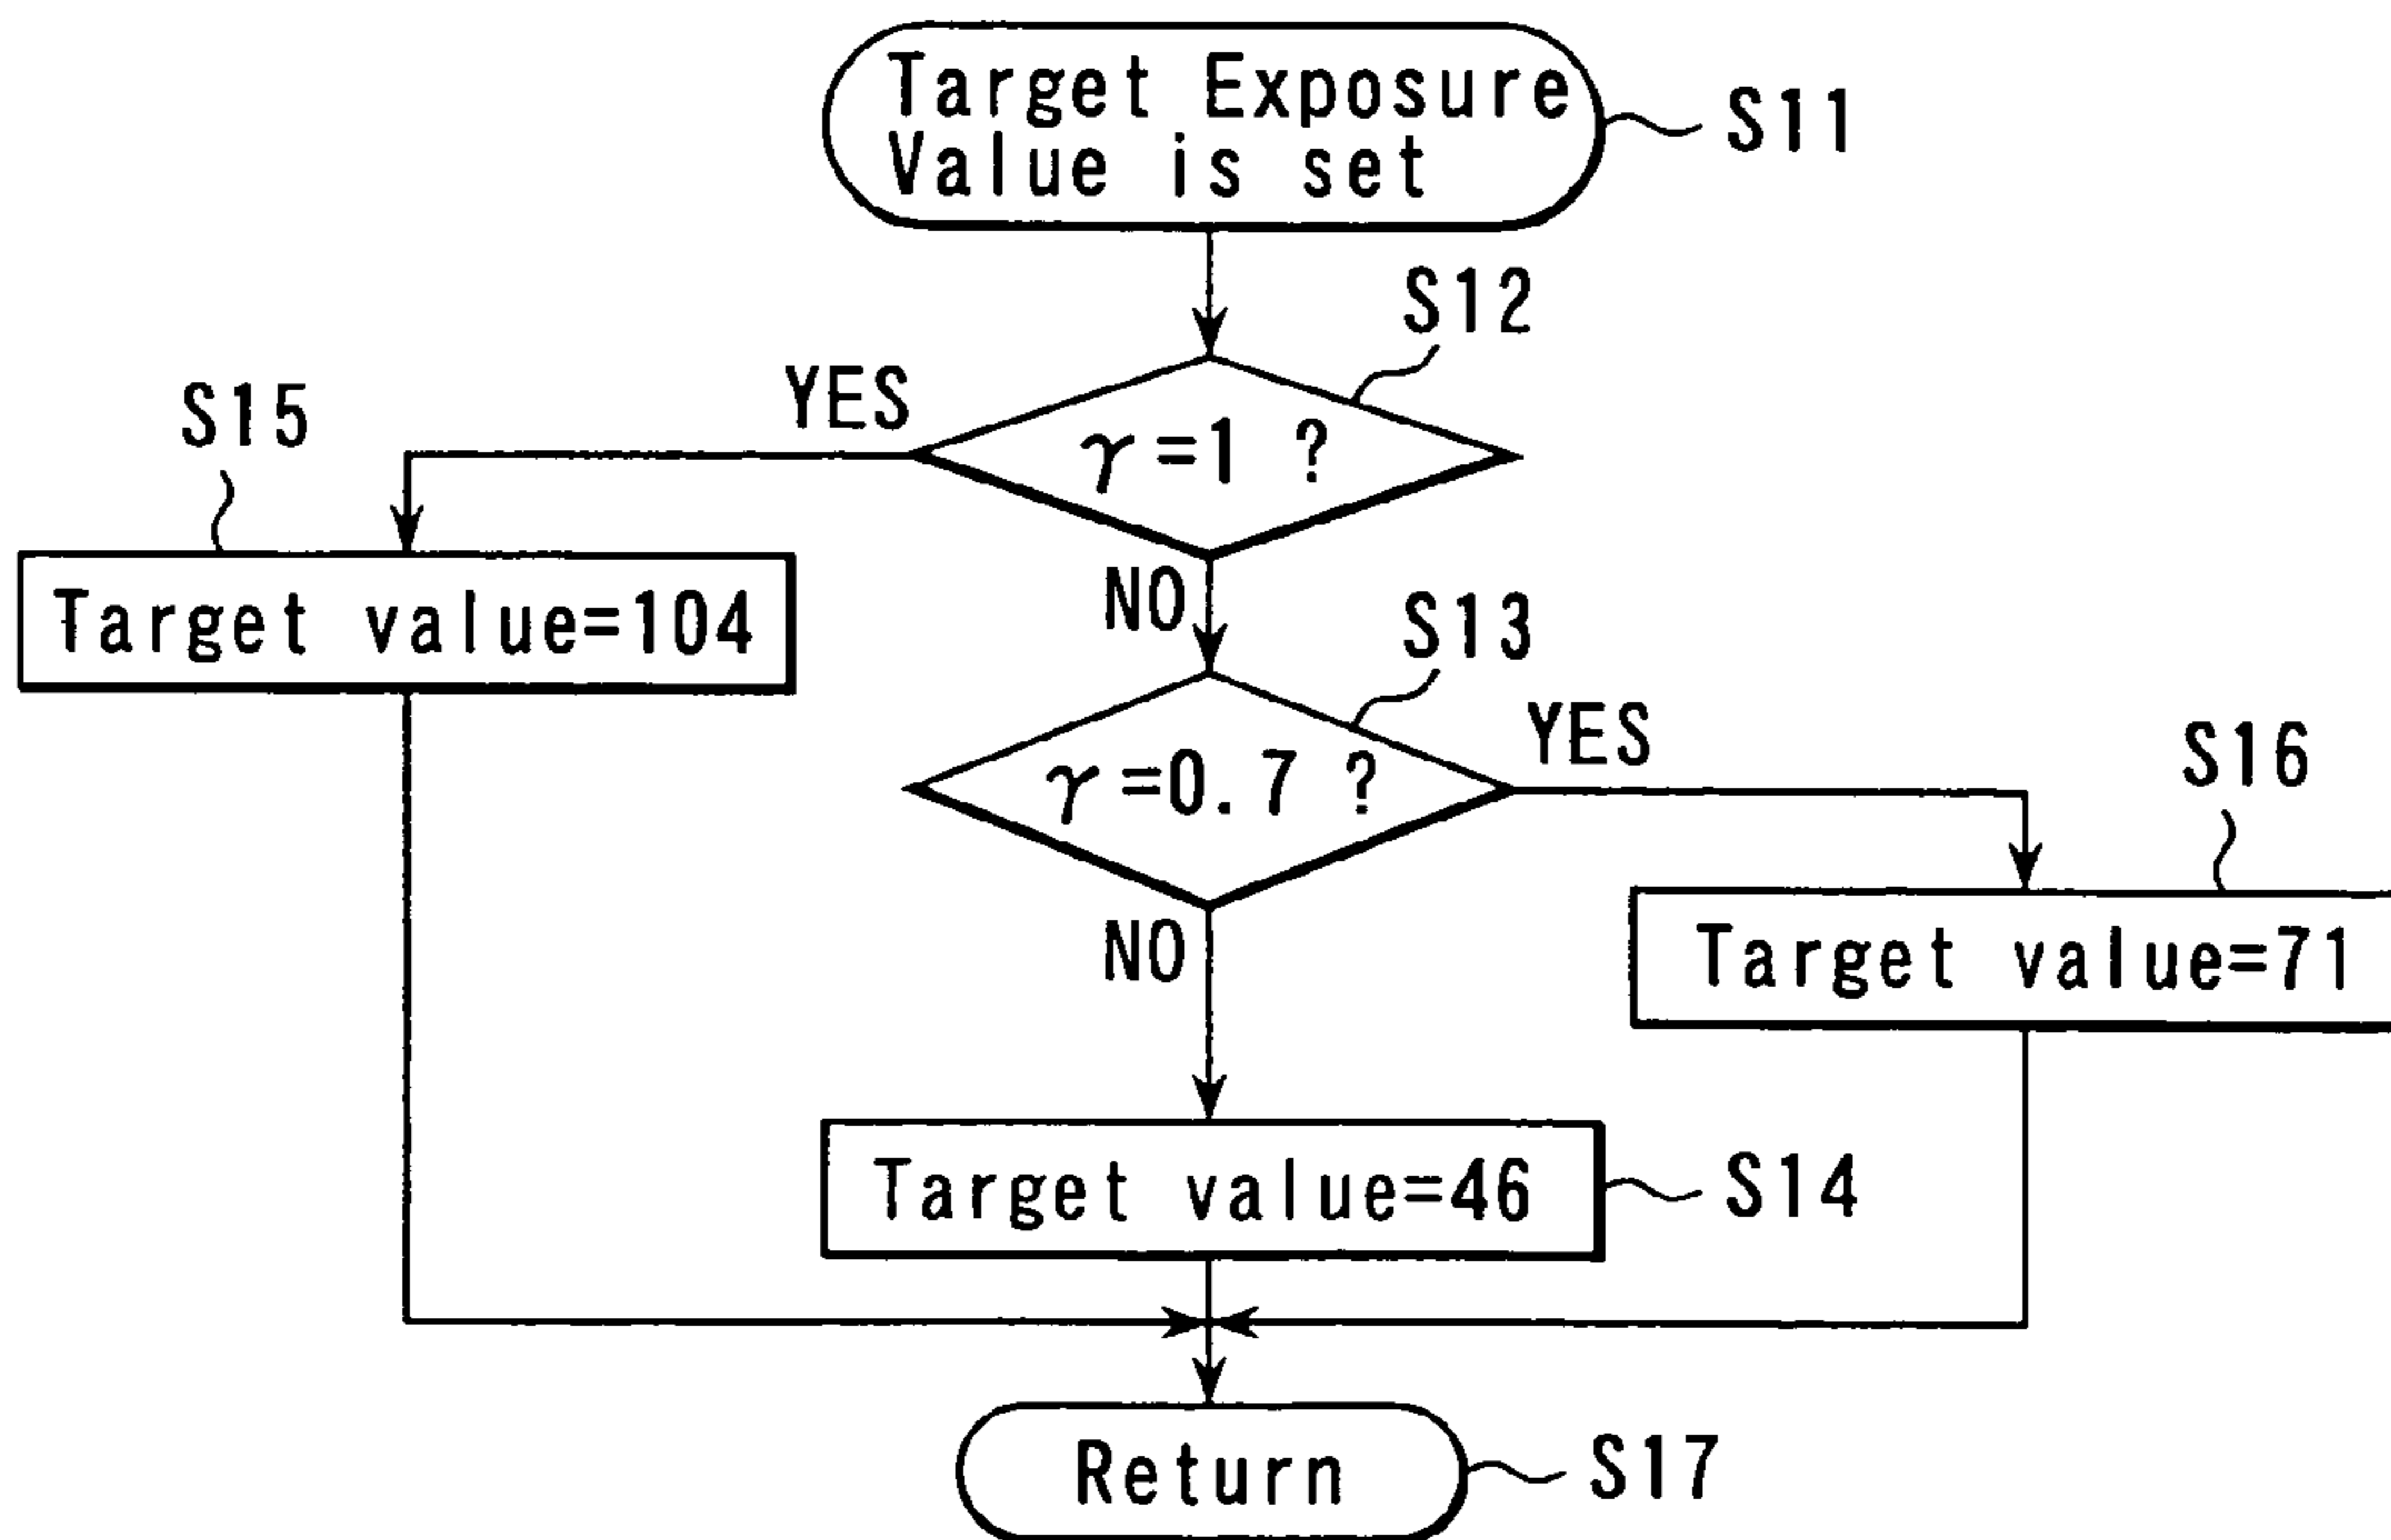 Target Exposure
Value is set
S11
S12
YES
γ=1 ?
S15
NO
Target value=104
S13
YES
γ=0.7 ?
S16
NO
Target value=71
Target value=46
S14
Return
S17